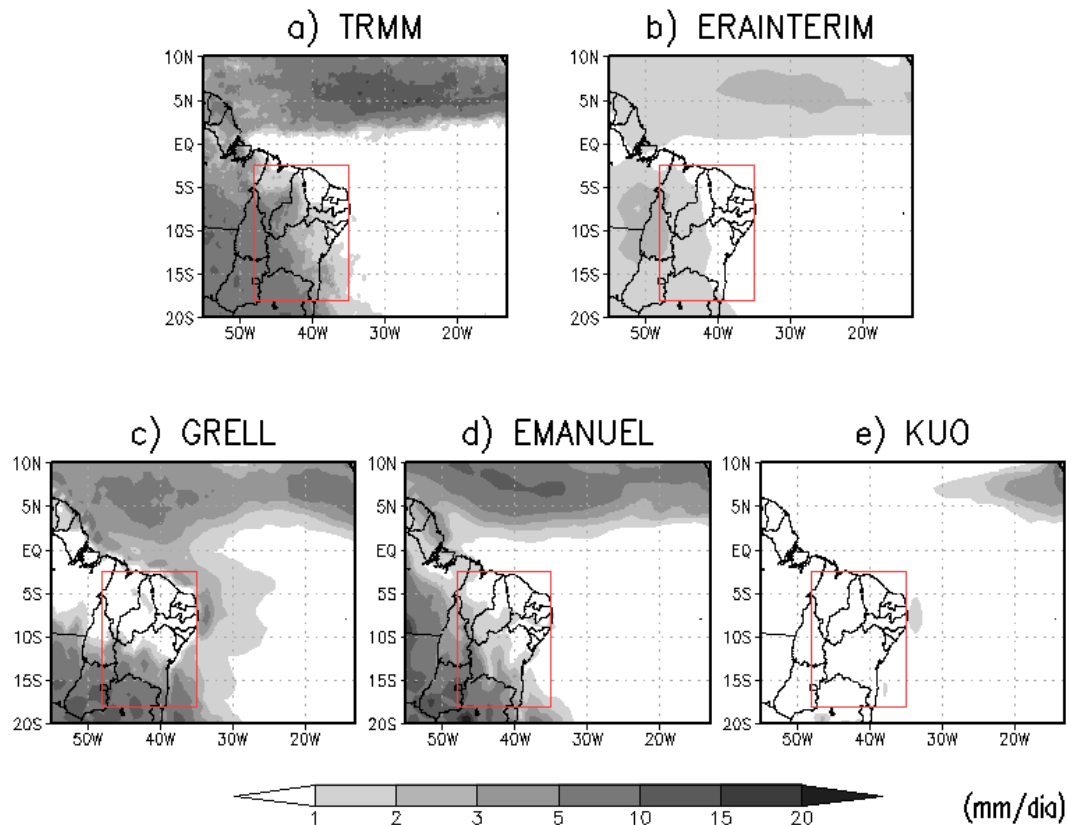 a) TRMM
b) ERAINTERIM
10N
5N
EQ
5S
10S
15S
20S
50W 40W 30W 20W
10N
5N
EQ
5S
10S
15S
20S
50W 40W 30W 20W
c) GRELL
d) EMANUEL
e) KUO
10N
5N
EQ
5S
10S
15S
20S
50W 40W 30W 20W
10N
5N
EQ
5S
10S
15S
20S
50W 40W 30W 20W
10N
5N
EQ
5S
10S
15S
20S
50W 40W 30W 20W
1 2 3 5 10 15 20
(mm/dia)